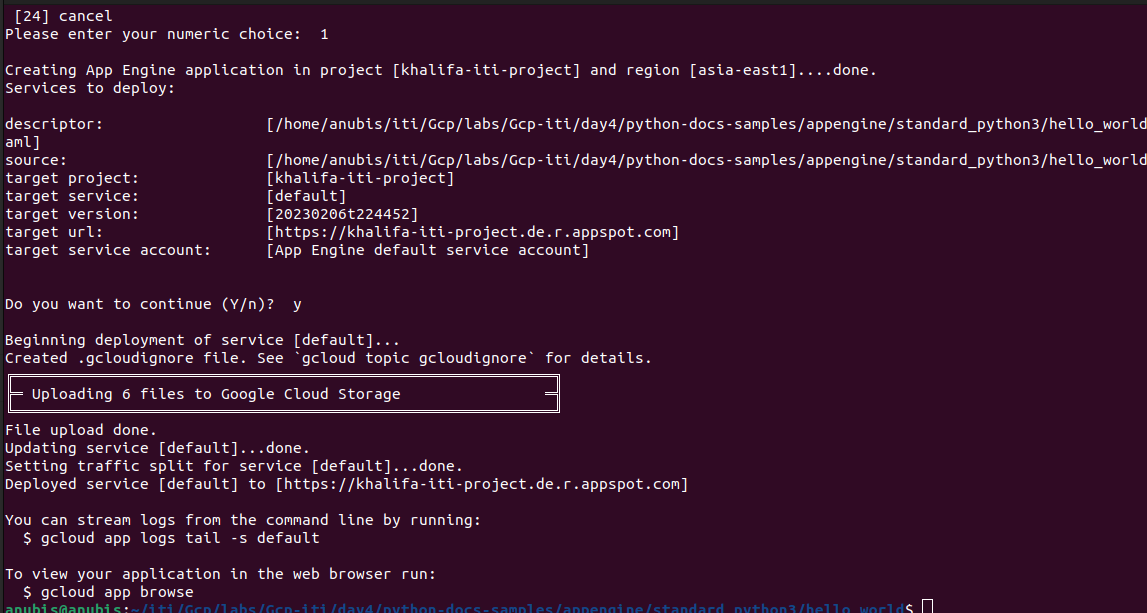 [24] cancel
Please enter your numeric choice:  1
Creating App Engine application in project [khalifa-iti-project] and region [asia-east1]....done.
Services to deploy:
descriptor:                  [/home/anubis/iti/Gcp/labs/Gcp-iti/day4/python-docs-samples/appengine/standard_python3/hello_world
aml]
source:                      [/home/anubis/iti/Gcp/labs/Gcp-iti/day4/python-docs-samples/appengine/standard_python3/hello_world
target project:              [khalifa-iti-project]
target service:              [default]
target version:              [20230206t224452]
target url:                  [https://khalifa-iti-project.de.r.appspot.com]
target service account:      [App Engine default service account]
Do you want to continue (Y/n)?  y
Beginning deployment of service [default]...
Created .gcloudignore file. See `gcloud topic gcloudignore` for details.
Uploading 6 files to Google Cloud Storage
File upload done.
Updating service [default]...done.
Setting traffic split for service [default]...done.
Deployed service [default] to [https://khalifa-iti-project.de.r.appspot.com]
You can stream logs from the command line by running:
  $ gcloud app logs tail -s default
To view your application in the web browser run:
  $ gcloud app browse
anubis@anubis:~/iti/Gcp/labs/Gcp-iti/day4/python-docs-samples/appengine/standard_python3/hello_world$